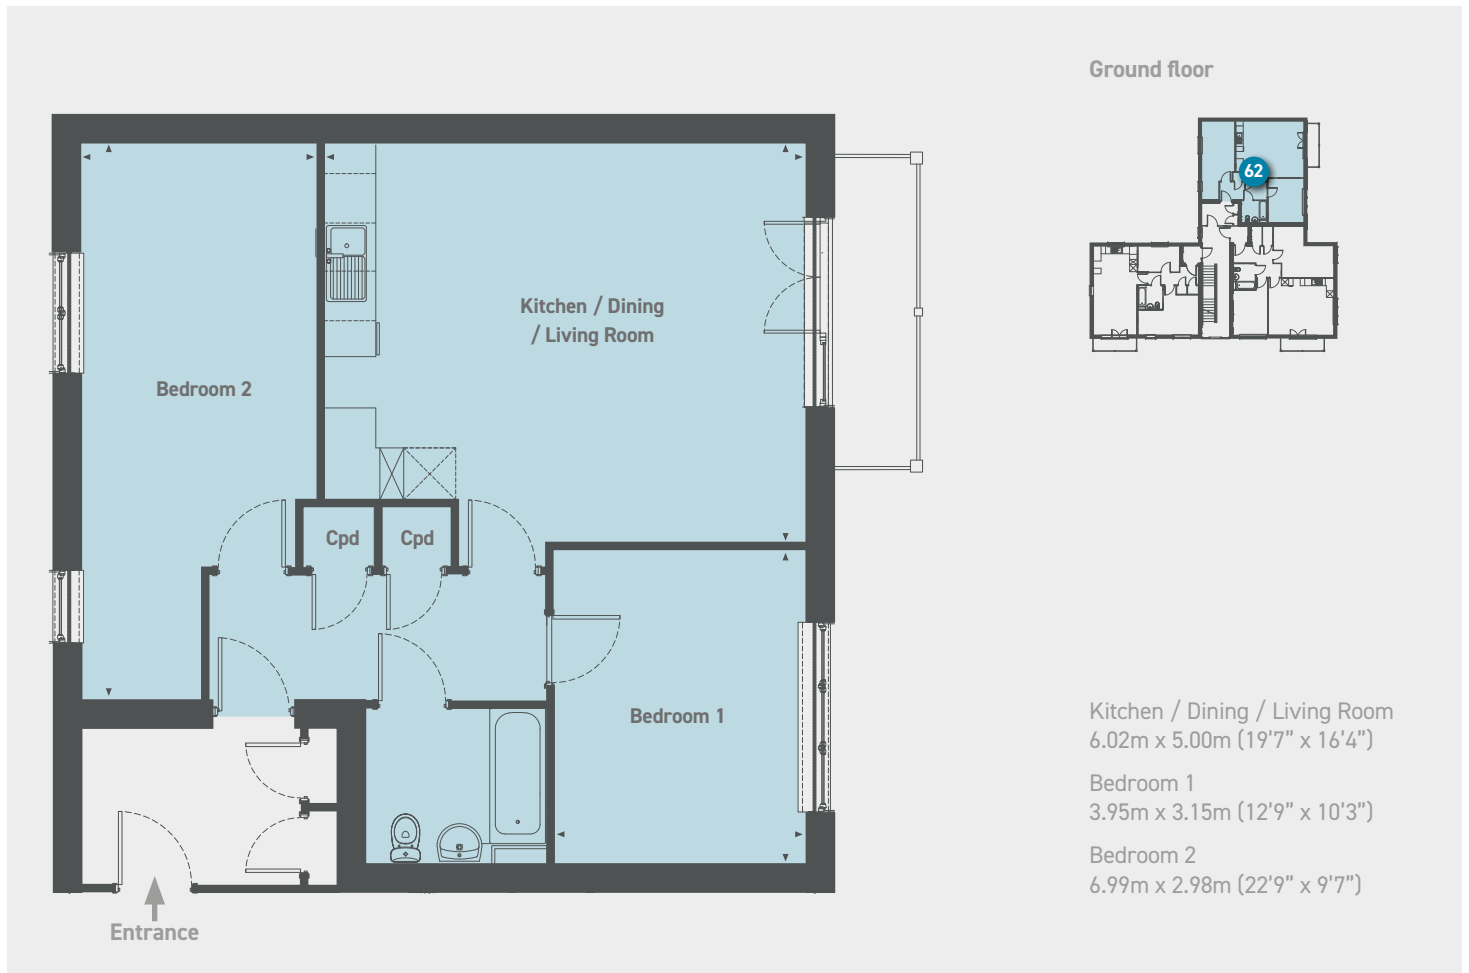 Ground floor
62
Kitchen / Dining
/ Living Room
Bedroom 2
Cpd
Cpd
Bedroom 1
Entrance
Kitchen / Dining / Living Room
6.02m x 5.00m (19’7” x 16’4”)
Bedroom 1
3.95m x 3.15m (12’9” x 10’3”)
Bedroom 2
6.99m x 2.98m (22’9” x 9’7”)